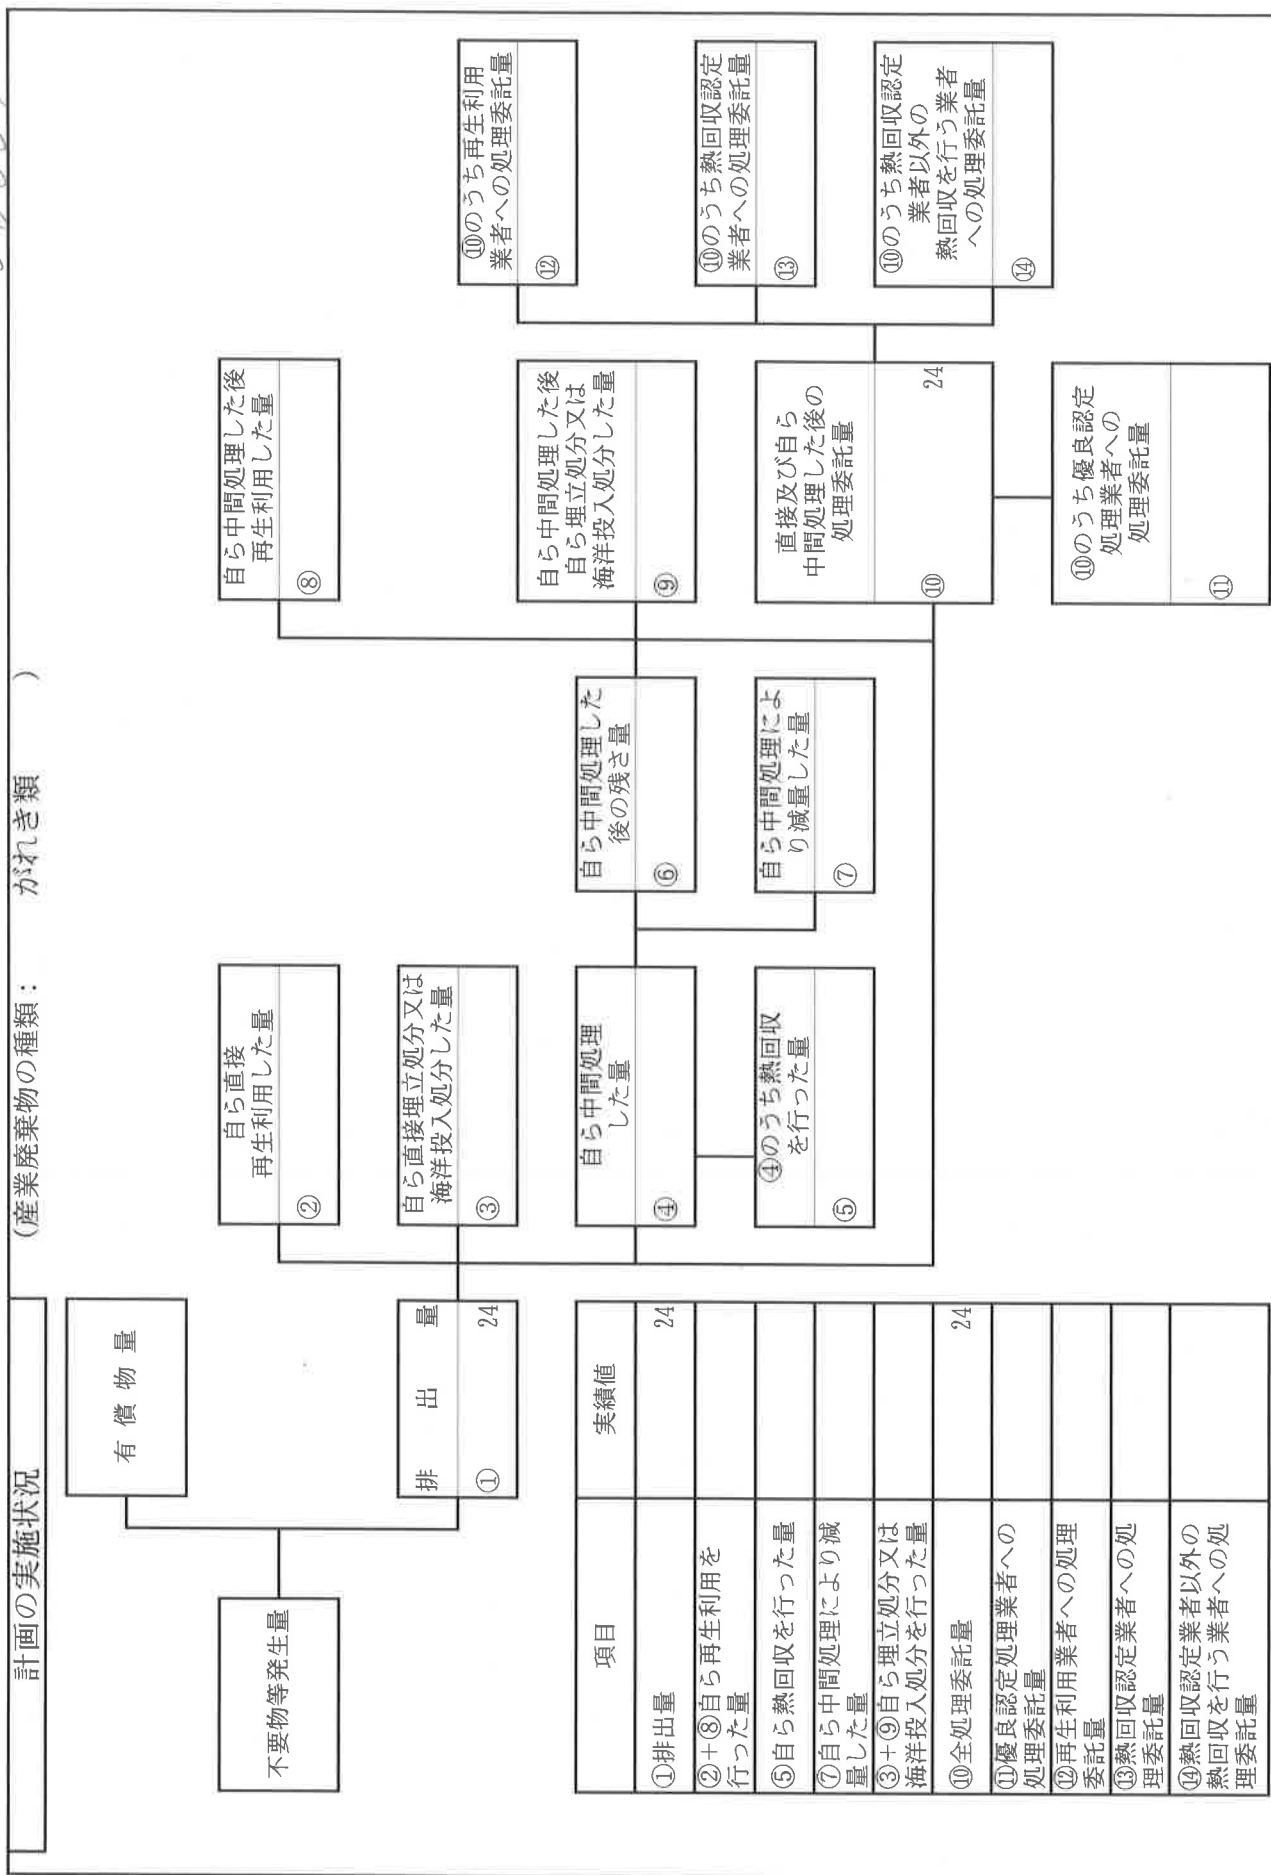 計画の実施状況
(産業廃棄物の種類： がれき類 )
不要物等発生量
有償物量
排出量
① 24
自ら直接
再生利用した量
②
自ら直接埋立処分又は
海洋投入処分した量
③
自ら中間処理
した量
④
④のうち熱回収
を行った量
⑤
自ら中間処理した
後の残さ量
⑥
自ら中間処理によ
り減量した量
⑦
自ら中間処理した後
再生利用した量
⑧
自ら中間処理した後
自ら埋立処分又は
海洋投入処分した量
⑨
直接及び自ら
中間処理した後の
処理委託量
⑩ 24
⑩のうち優良認定
処理業者への
処理委託量
⑪
⑩のうち再生利用
業者への処理委託量
⑫
⑩のうち熱回収認定
業者への処理委託量
⑬
⑩のうち熱回収認定
業者以外の
熱回収を行う業者
への処理委託量
⑭
項目 実績値
①排出量 24
②+⑧自ら再生利用を
行った量
⑤自ら熱回収を行った量
⑦自ら中間処理により減
量した量
③+⑨自ら埋立処分又は
海洋投入処分を行った量
⑩全処理委託量 24
⑪優良認定処理業者への
処理委託量
⑫再生利用業者への処理
委託量
⑬熱回収認定業者への処
理委託量
⑭熱回収認定業者以外の
熱回収を行う業者への処
理委託量